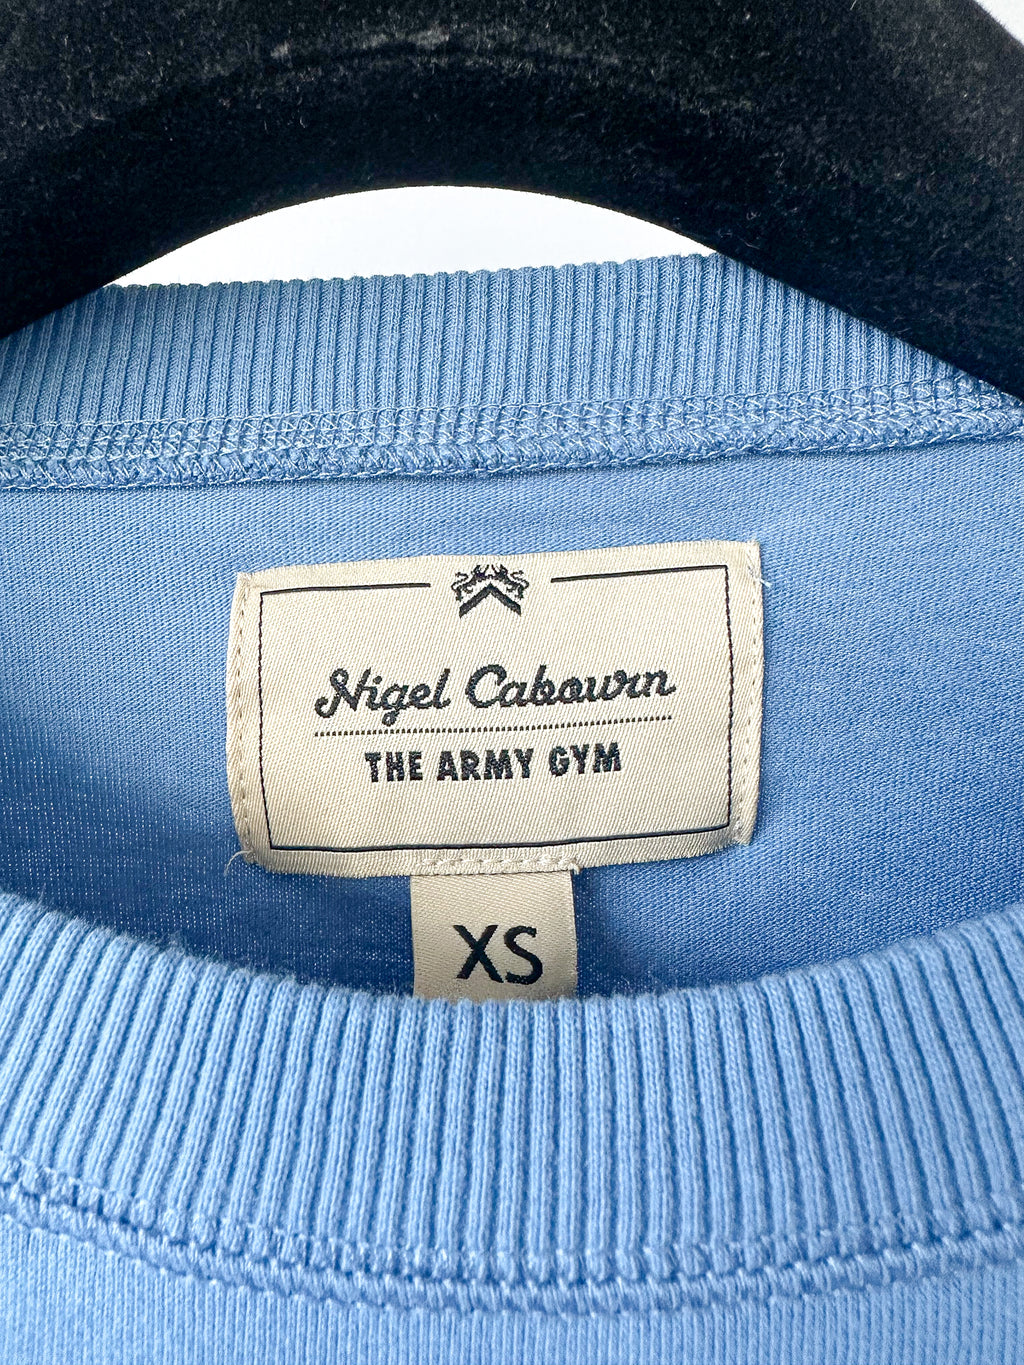 Nigel Cabourn
THE ARMY GYM
XS